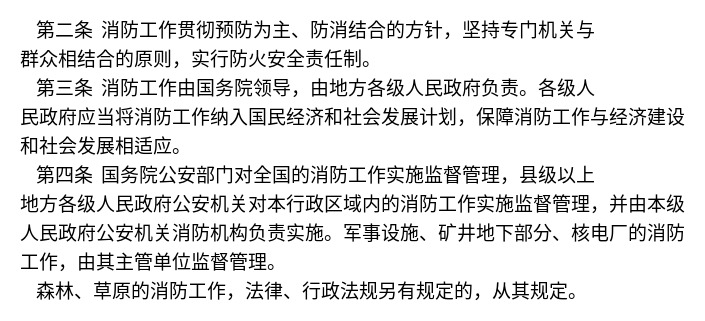 第二条 消防工作贯彻预防为主、防消结合的方针，坚持专门机关与
群众相结合的原则，实行防火安全责任制。
第三条 消防工作由国务院领导，由地方各级人民政府负责。各级人
民政府应当将消防工作纳入国民经济和社会发展计划，保障消防工作与经济建设
和社会发展相适应。
第四条 国务院公安部门对全国的消防工作实施监督管理，县级以上
地方各级人民政府公安机关对本行政区域内的消防工作实施监督管理，并由本级
人民政府公安机关消防机构负责实施。军事设施、矿井地下部分、核电厂的消防
工作，由其主管单位监督管理。
森林、草原的消防工作，法律、行政法规另有规定的，从其规定。